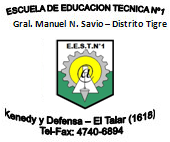 ESCUELA DE EDUCACION TECNICA Nº1
Gral. Manuel N. Savio – Distrito Tigre
E.E.S.T.Nº1
@
Kenedy y Defensa – El Talar (1618)
Tel-Fax: 4740-6894